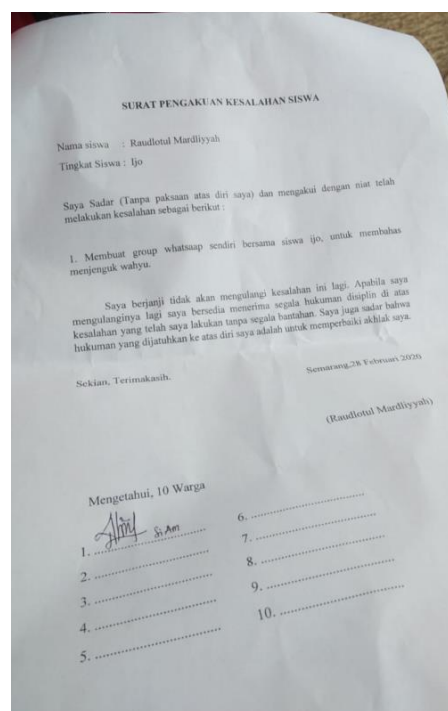 SURAT PENGAKUAN KESALAHAN SISWA
Nama siswa : Raudlotul Mardliyyah
Tingkat Siswa : Ijo
Saya Sadar (Tanpa paksaan atas diri saya) dan mengakui dengan niat telah
melakukan kesalahan sebagai berikut :
1. Membuat group whatsaap sendiri bersama siswa ijo, untuk membahas
menjenguk wahyu.
Saya berjanji tidak akan mengulangi kesalahan ini lagi. Apabila saya
mengulanginya lagi saya bersedia menerima segala hukuman disiplin di atas
kesalahan yang telah saya lakukan tanpa segala bantahan. Saya juga sadar bahwa
hukuman yang dijatuhkan ke atas diri saya adalah untuk memperbaiki akhlak saya.
Sekian, Terimakasih.
Semarang,28 Februari 2020
(Raudlotul Mardliyyah)
Mengetahui, 10 Warga
1. ........................
2. ........................
3. ........................
4. ........................
5. ........................
6. ........................
7. ........................
8. ........................
9. ........................
10. ........................